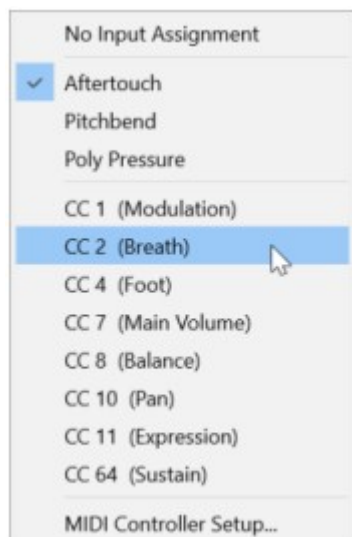 No Input Assignment
Aftertouch
Pitchbend
Poly Pressure
CC 1 (Modulation)
CC 2 (Breath)
CC 4 (Foot)
CC 7 (Main Volume)
CC 8 (Balance)
CC 10 (Pan)
CC 11 (Expression)
CC 64 (Sustain)
MIDI Controller Setup...